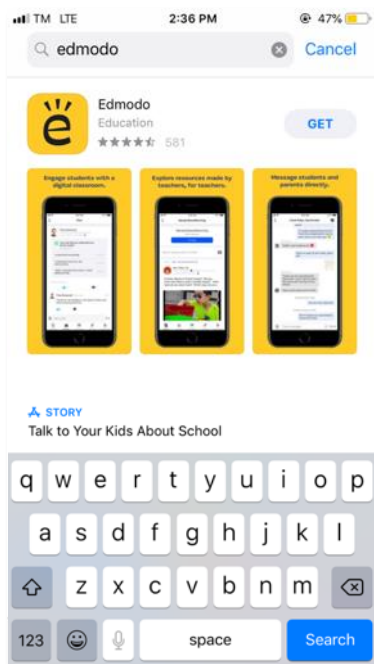 TM LTE 2:36 PM 47%
edmodo Cancel
Edmodo
Education
GET
581
Engage students with a
digital classroom.
Explore resources made by
teachers, for teachers.
Message students and
parents directly.
STORY
Talk to Your Kids About School
q w e r t y u i o p
a s d f g h j k l
z x c v b n m
123 space Search